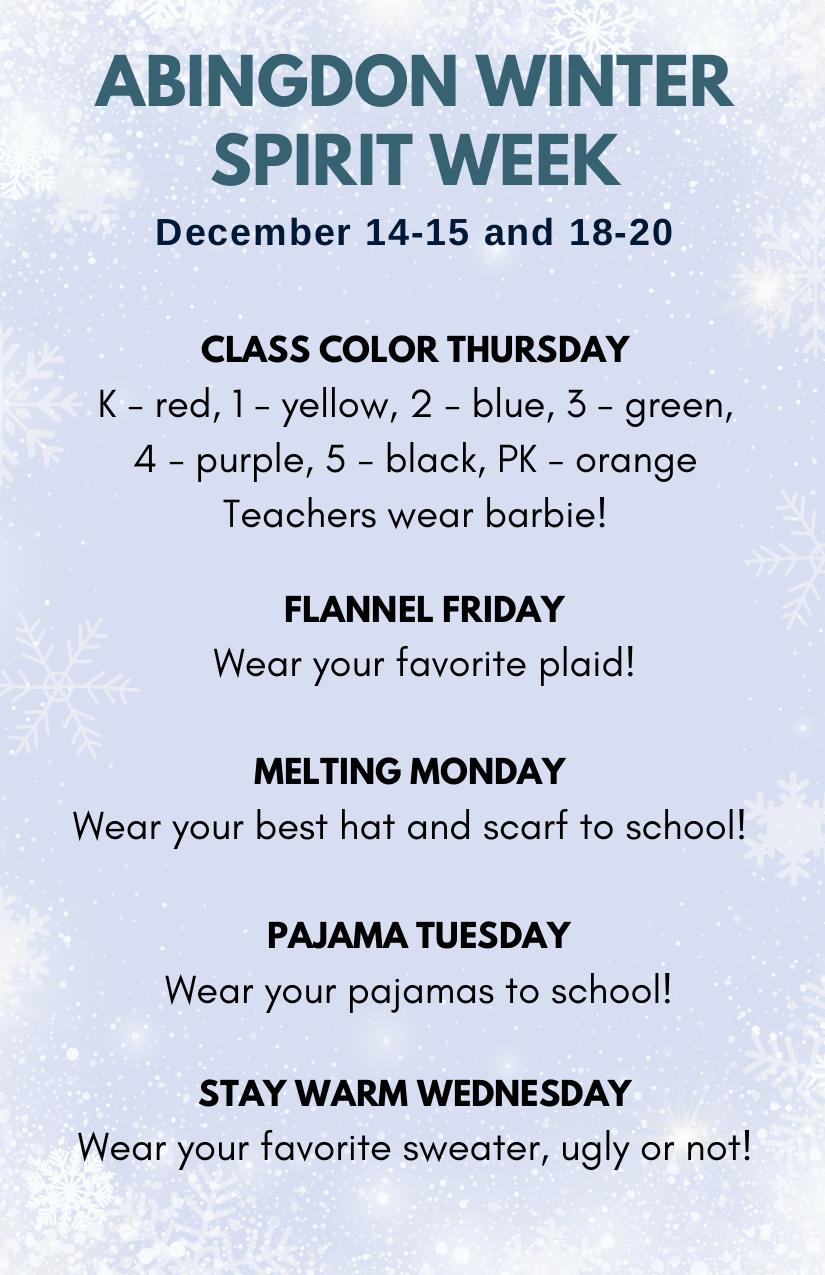 ABINGDON WINTER
SPIRIT WEEK
December 14-15 and 18-20
CLASS COLOR THURSDAY
K - red, 1 - yellow, 2 - blue, 3 - green,
4 - purple, 5 - black, PK - orange
Teachers wear barbie!
FLANNEL FRIDAY
Wear your favorite plaid!
MELTING MONDAY
Wear your best hat and scarf to school!
PAJAMA TUESDAY
Wear your pajamas to school!
STAY WARM WEDNESDAY
Wear your favorite sweater, ugly or not!